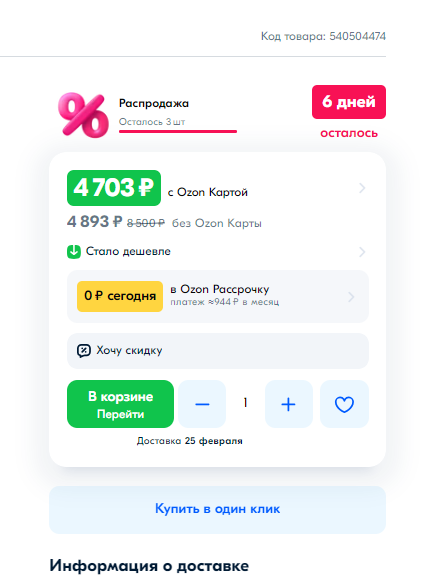 Код товара: 540504474
%
Распродажа
Осталось 3 шт
6 дней
осталось
4 703 ₽ с Ozon Картой
4 893 ₽ 8 500 ₽ без Ozon Карты
Стало дешевле
0 ₽ сегодня
в Ozon Рассрочку
платеж ≈944 ₽ в месяц
Хочу скидку
В корзине
Перейти
— 1 +
Доставка 25 февраля
Купить в один клик
Информация о доставке